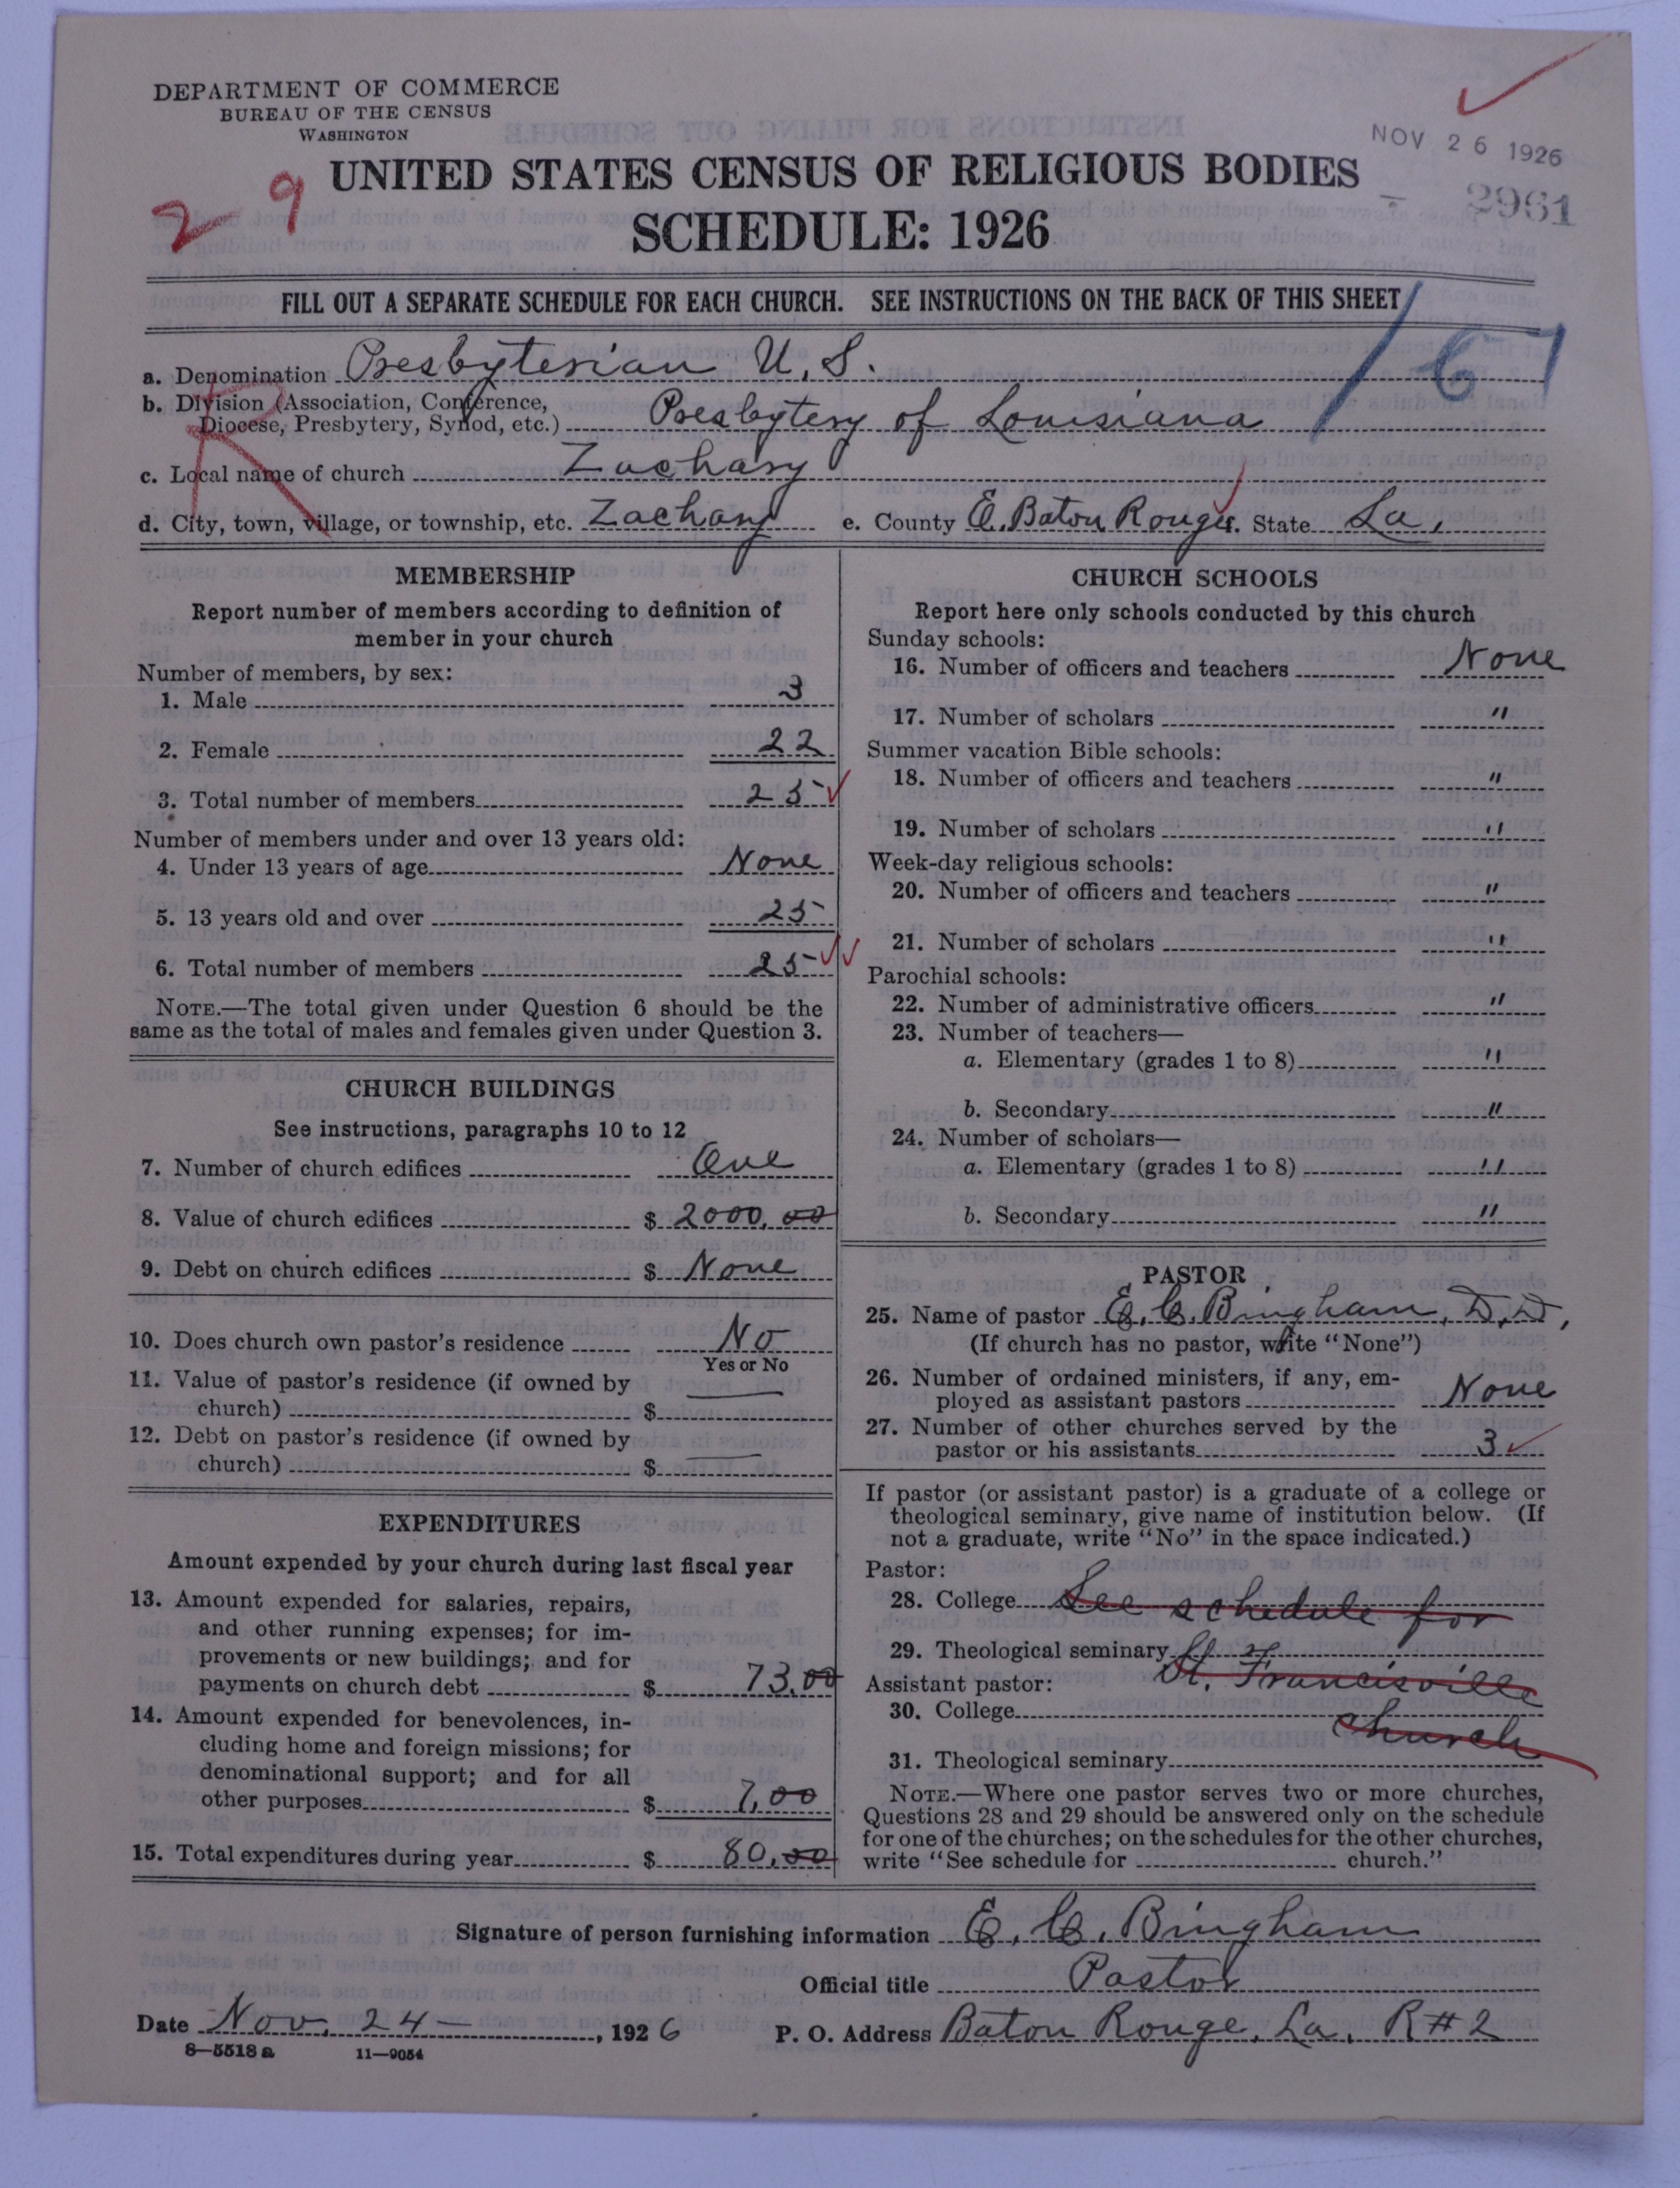 DEPARTMENT OF COMMERCE
BUREAU OF THE CENSUS
WASHINGTON
NOV 26 1926
2961
2 9
UNITED STATES CENSUS OF RELIGIOUS BODIES
SCHEDULE: 1926
FILL OUT A SEPARATE SCHEDULE FOR EACH CHURCH. SEE INSTRUCTIONS ON THE BACK OF THIS SHEET
a. Denomination Presbyterian U.S.
b. Division (Association, Conference,
Diocese, Presbytery, Synod, etc.) Presbytery of Louisiana
c. Local name of church Zachary
d. City, town, village, or township, etc. Zachary e. County E. Baton Rouge f. State La.
MEMBERSHIP
Report number of members according to definition of
member in your church
Number of members, by sex:
1. Male 3
2. Female 22
3. Total number of members 25
Number of members under and over 13 years old:
4. Under 13 years of age None
5. 13 years old and over 25
6. Total number of members 25
NOTE.—The total given under Question 6 should be the
same as the total of males and females given under Question 3.
CHURCH BUILDINGS
See instructions, paragraphs 10 to 12
7. Number of church edifices One
8. Value of church edifices $ 2000.00
9. Debt on church edifices $ None
10. Does church own pastor's residence No
Yes or No
11. Value of pastor's residence (if owned by
church) $
12. Debt on pastor's residence (if owned by
church) $
EXPENDITURES
Amount expended by your church during last fiscal year
13. Amount expended for salaries, repairs,
and other running expenses; for im-
provements or new buildings; and for
payments on church debt $ 73.00
14. Amount expended for benevolences, in-
cluding home and foreign missions; for
denominational support; and for all
other purposes $ 7.00
15. Total expenditures during year $ 80.00
CHURCH SCHOOLS
Report here only schools conducted by this church
Sunday schools:
16. Number of officers and teachers None
17. Number of scholars "
Summer vacation Bible schools:
18. Number of officers and teachers "
19. Number of scholars "
Week-day religious schools:
20. Number of officers and teachers "
21. Number of scholars "
Parochial schools:
22. Number of administrative officers "
23. Number of teachers—
a. Elementary (grades 1 to 8) "
b. Secondary "
24. Number of scholars—
a. Elementary (grades 1 to 8) "
b. Secondary "
PASTOR
25. Name of pastor E. C. Bingham, D.D.,
(If church has no pastor, write "None")
26. Number of ordained ministers, if any, em-
ployed as assistant pastors None
27. Number of other churches served by the
pastor or his assistants 3
If pastor (or assistant pastor) is a graduate of a college or
theological seminary, give name of institution below. (If
not a graduate, write "No" in the space indicated.)
Pastor:
28. College See schedule for
29. Theological seminary St. Francisville
Assistant pastor:
30. College church
31. Theological seminary
NOTE.—Where one pastor serves two or more churches,
Questions 28 and 29 should be answered only on the schedule
for one of the churches; on the schedules for the other churches,
write "See schedule for church."
Signature of person furnishing information E. C. Bingham
Official title Pastor
Date Nov. 24—, 1926 P. O. Address Baton Rouge, La. R#2
8—5518a 11—9054